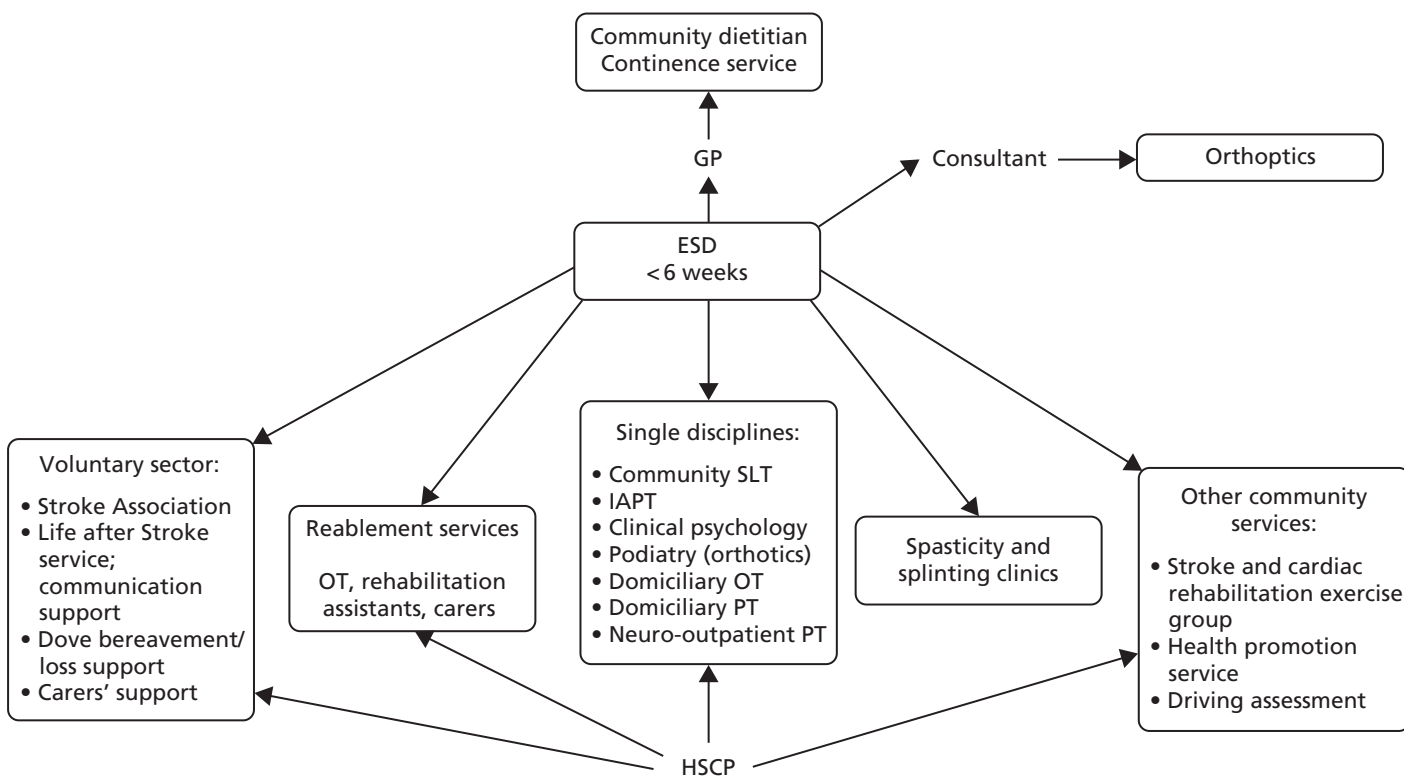 Community dietitian
Continence service
GP
Consultant
Orthoptics
ESD
< 6 weeks
Voluntary sector:
• Stroke Association
• Life after Stroke
service;
communication
support
• Dove bereavement/
loss support
• Carers’ support
Reablement services
OT, rehabilitation
assistants, carers
Single disciplines:
• Community SLT
• IAPT
• Clinical psychology
• Podiatry (orthotics)
• Domiciliary OT
• Domiciliary PT
• Neuro-outpatient PT
Spasticity and
splinting clinics
Other community
services:
• Stroke and cardiac
rehabilitation exercise
group
• Health promotion
service
• Driving assessment
HSCP